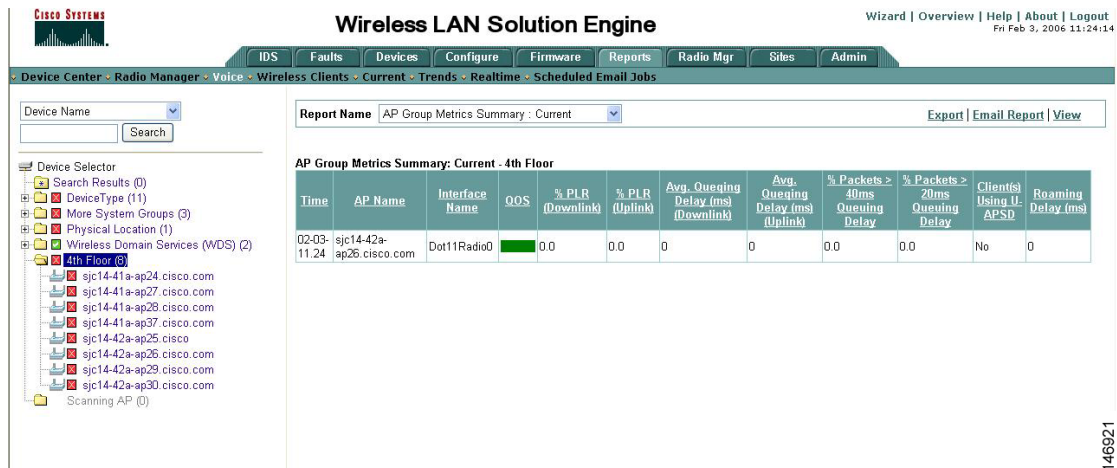 CISCO SYSTEMS
Wireless LAN Solution Engine
Wizard | Overview | Help | About | Logout
Fri Feb 3, 2006 11:24:14
IDS Faults Devices Configure Firmware Reports Radio Mgr Sites Admin
Device Center Radio Manager Voice Wireless Clients Current Trends Realtime Scheduled Email Jobs
Device Name
Search
Device Selector
Search Results (0)
DeviceType (11)
More System Groups (3)
Physical Location (1)
Wireless Domain Services (WDS) (2)
4th Floor (8)
sjc14-41a-ap24.cisco.com
sjc14-41a-ap27.cisco.com
sjc14-41a-ap28.cisco.com
sjc14-41a-ap37.cisco.com
sjc14-42a-ap25.cisco
sjc14-42a-ap26.cisco.com
sjc14-42a-ap29.cisco.com
sjc14-42a-ap30.cisco.com
Scanning AP (0)
Report Name AP Group Metrics Summary : Current
Export | Email Report | View
AP Group Metrics Summary: Current - 4th Floor
Time
AP Name
Interface
Name
QOS
% PLR
(Downlink)
% PLR
(Uplink)
Avg. Queqing
Delay (ms)
(Downlink)
Avg.
Queqing
Delay (ms)
(Uplink)
% Packets >
40ms
Queuing
Delay
% Packets >
20ms
Queuing
Delay
Client(s)
Using U-
APSD
Roaming
Delay (ms)
02-03-
11.24
sjc14-42a-
ap26.cisco.com
Dot11Radio0
0.0
0.0
0
0
0.0
0.0
No
0
146921